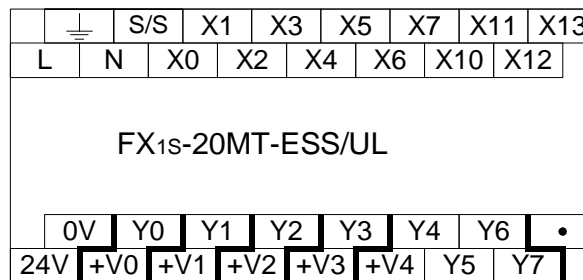 S/S X1 X3 X5 X7 X11 X13
L N X0 X2 X4 X6 X10 X12
FX1S-20MT-ESS/UL
0V Y0 Y1 Y2 Y3 Y4 Y6 •
24V +V0 +V1 +V2 +V3 +V4 Y5 Y7